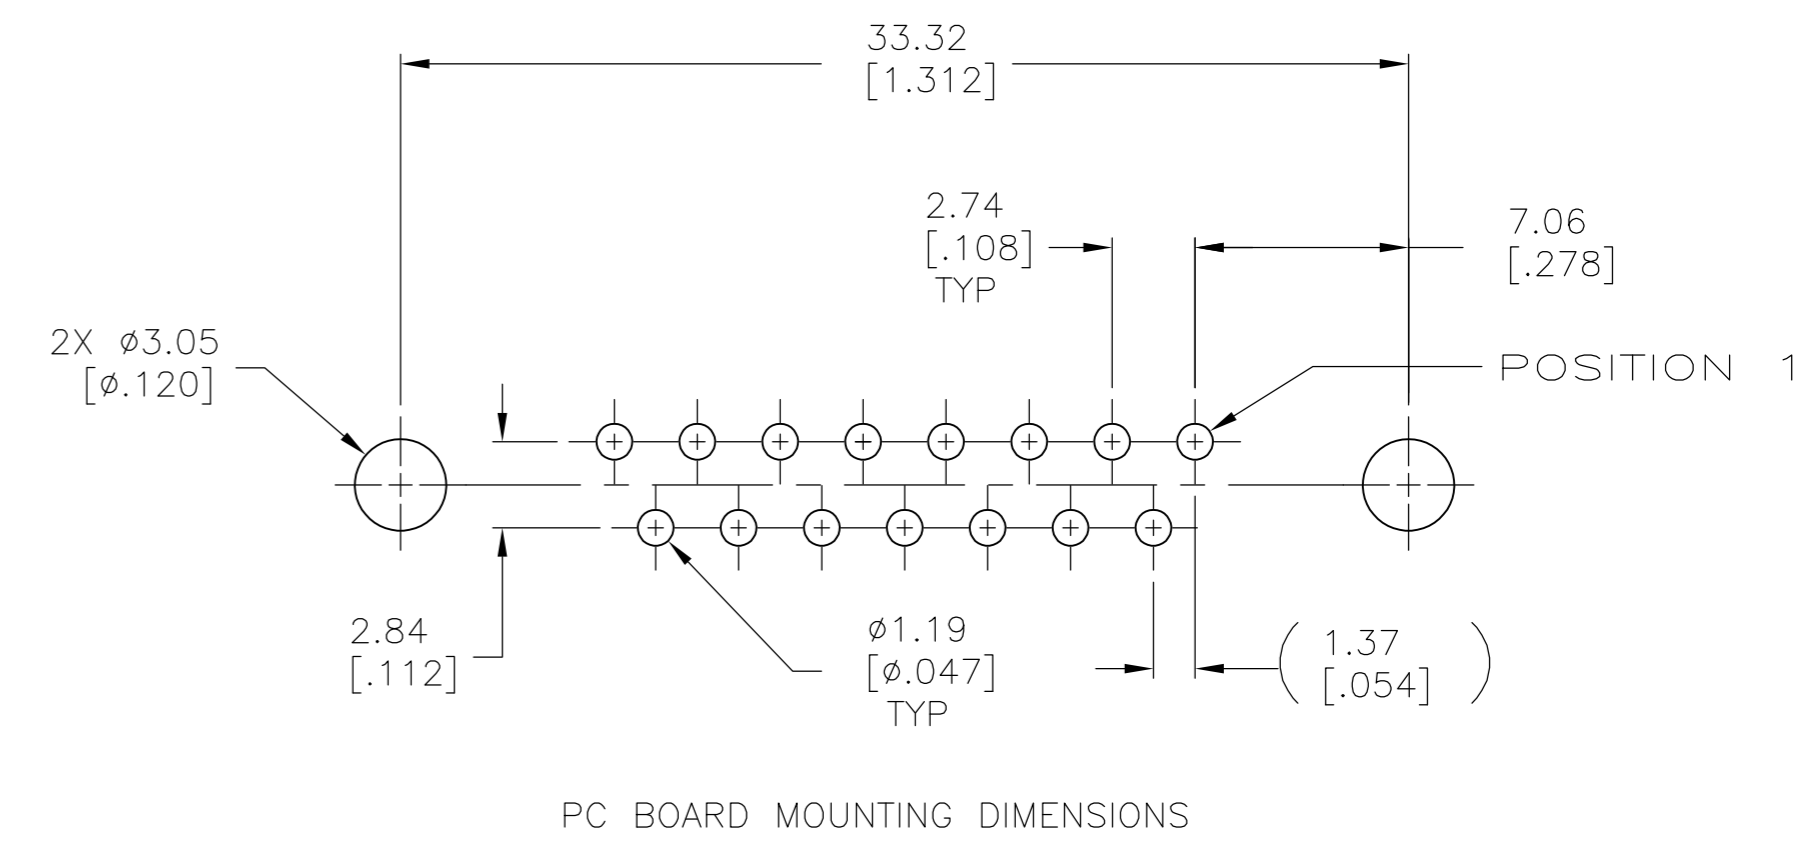 33.32
[1.312]
2.74
[.108]
TYP
7.06
[.278]
2X ø3.05
[ø.120]
POSITION 1
2.84
[.112]
ø1.19
[ø.047]
TYP
( 1.37
[.054] )
PC BOARD MOUNTING DIMENSIONS